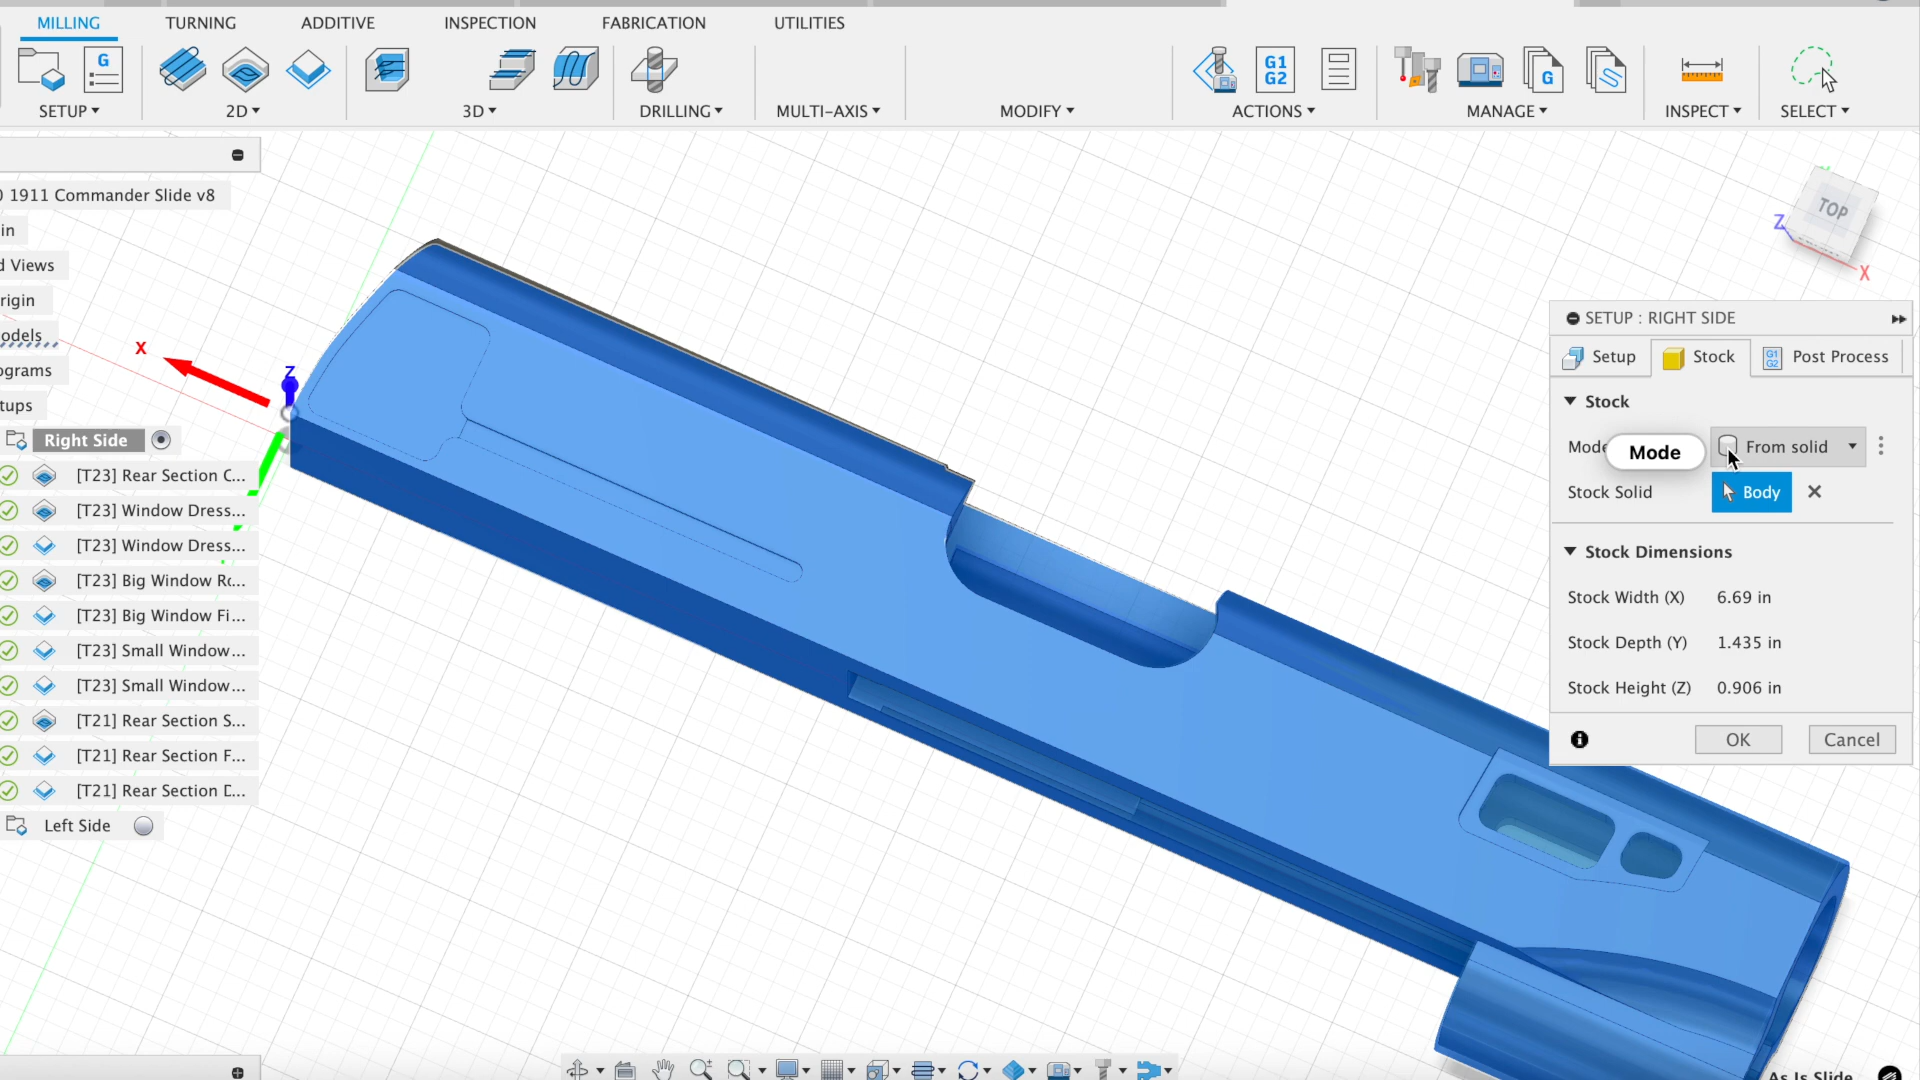 MILLING TURNING ADDITIVE INSPECTION FABRICATION UTILITIES
G G1 G2 G
SETUP 2D 3D DRILLING MULTI-AXIS MODIFY ACTIONS MANAGE INSPECT SELECT
1911 Commander Slide v8
in
d Views
rigin
odels
ograms
tups
Right Side
[T23] Rear Section C...
[T23] Window Dress...
[T23] Window Dress...
[T23] Big Window Ro...
[T23] Big Window Fi...
[T23] Small Window...
[T23] Small Window...
[T21] Rear Section S...
[T21] Rear Section F...
[T21] Rear Section D...
Left Side
X
Z
TOP
Z
X
SETUP : RIGHT SIDE
Setup Stock G1 G2 Post Process
Stock
Mode Mode From solid
Stock Solid Body
Stock Dimensions
Stock Width (X) 6.69 in
Stock Depth (Y) 1.435 in
Stock Height (Z) 0.906 in
OK Cancel
As Is Slide